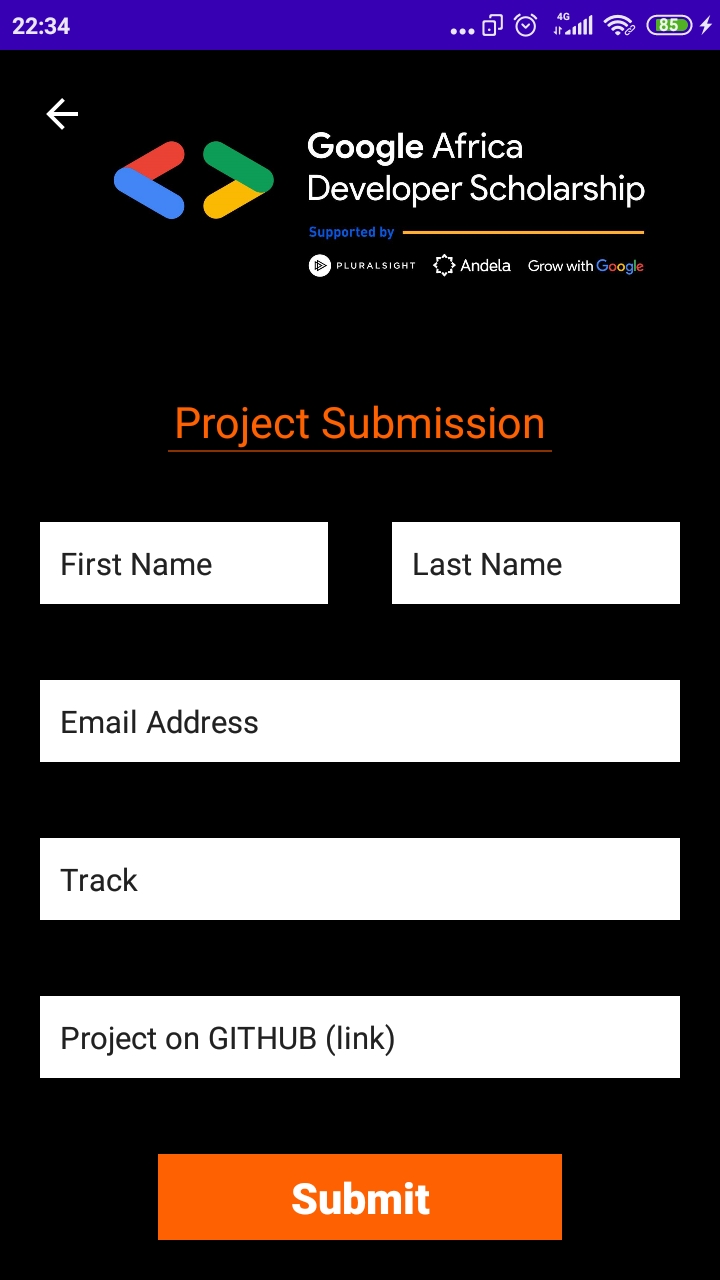 22:34
4G
85
Google Africa
Developer Scholarship
Supported by
PLURALSIGHT Andela Grow with Google
Project Submission
First Name Last Name
Email Address
Track
Project on GITHUB (link)
Submit